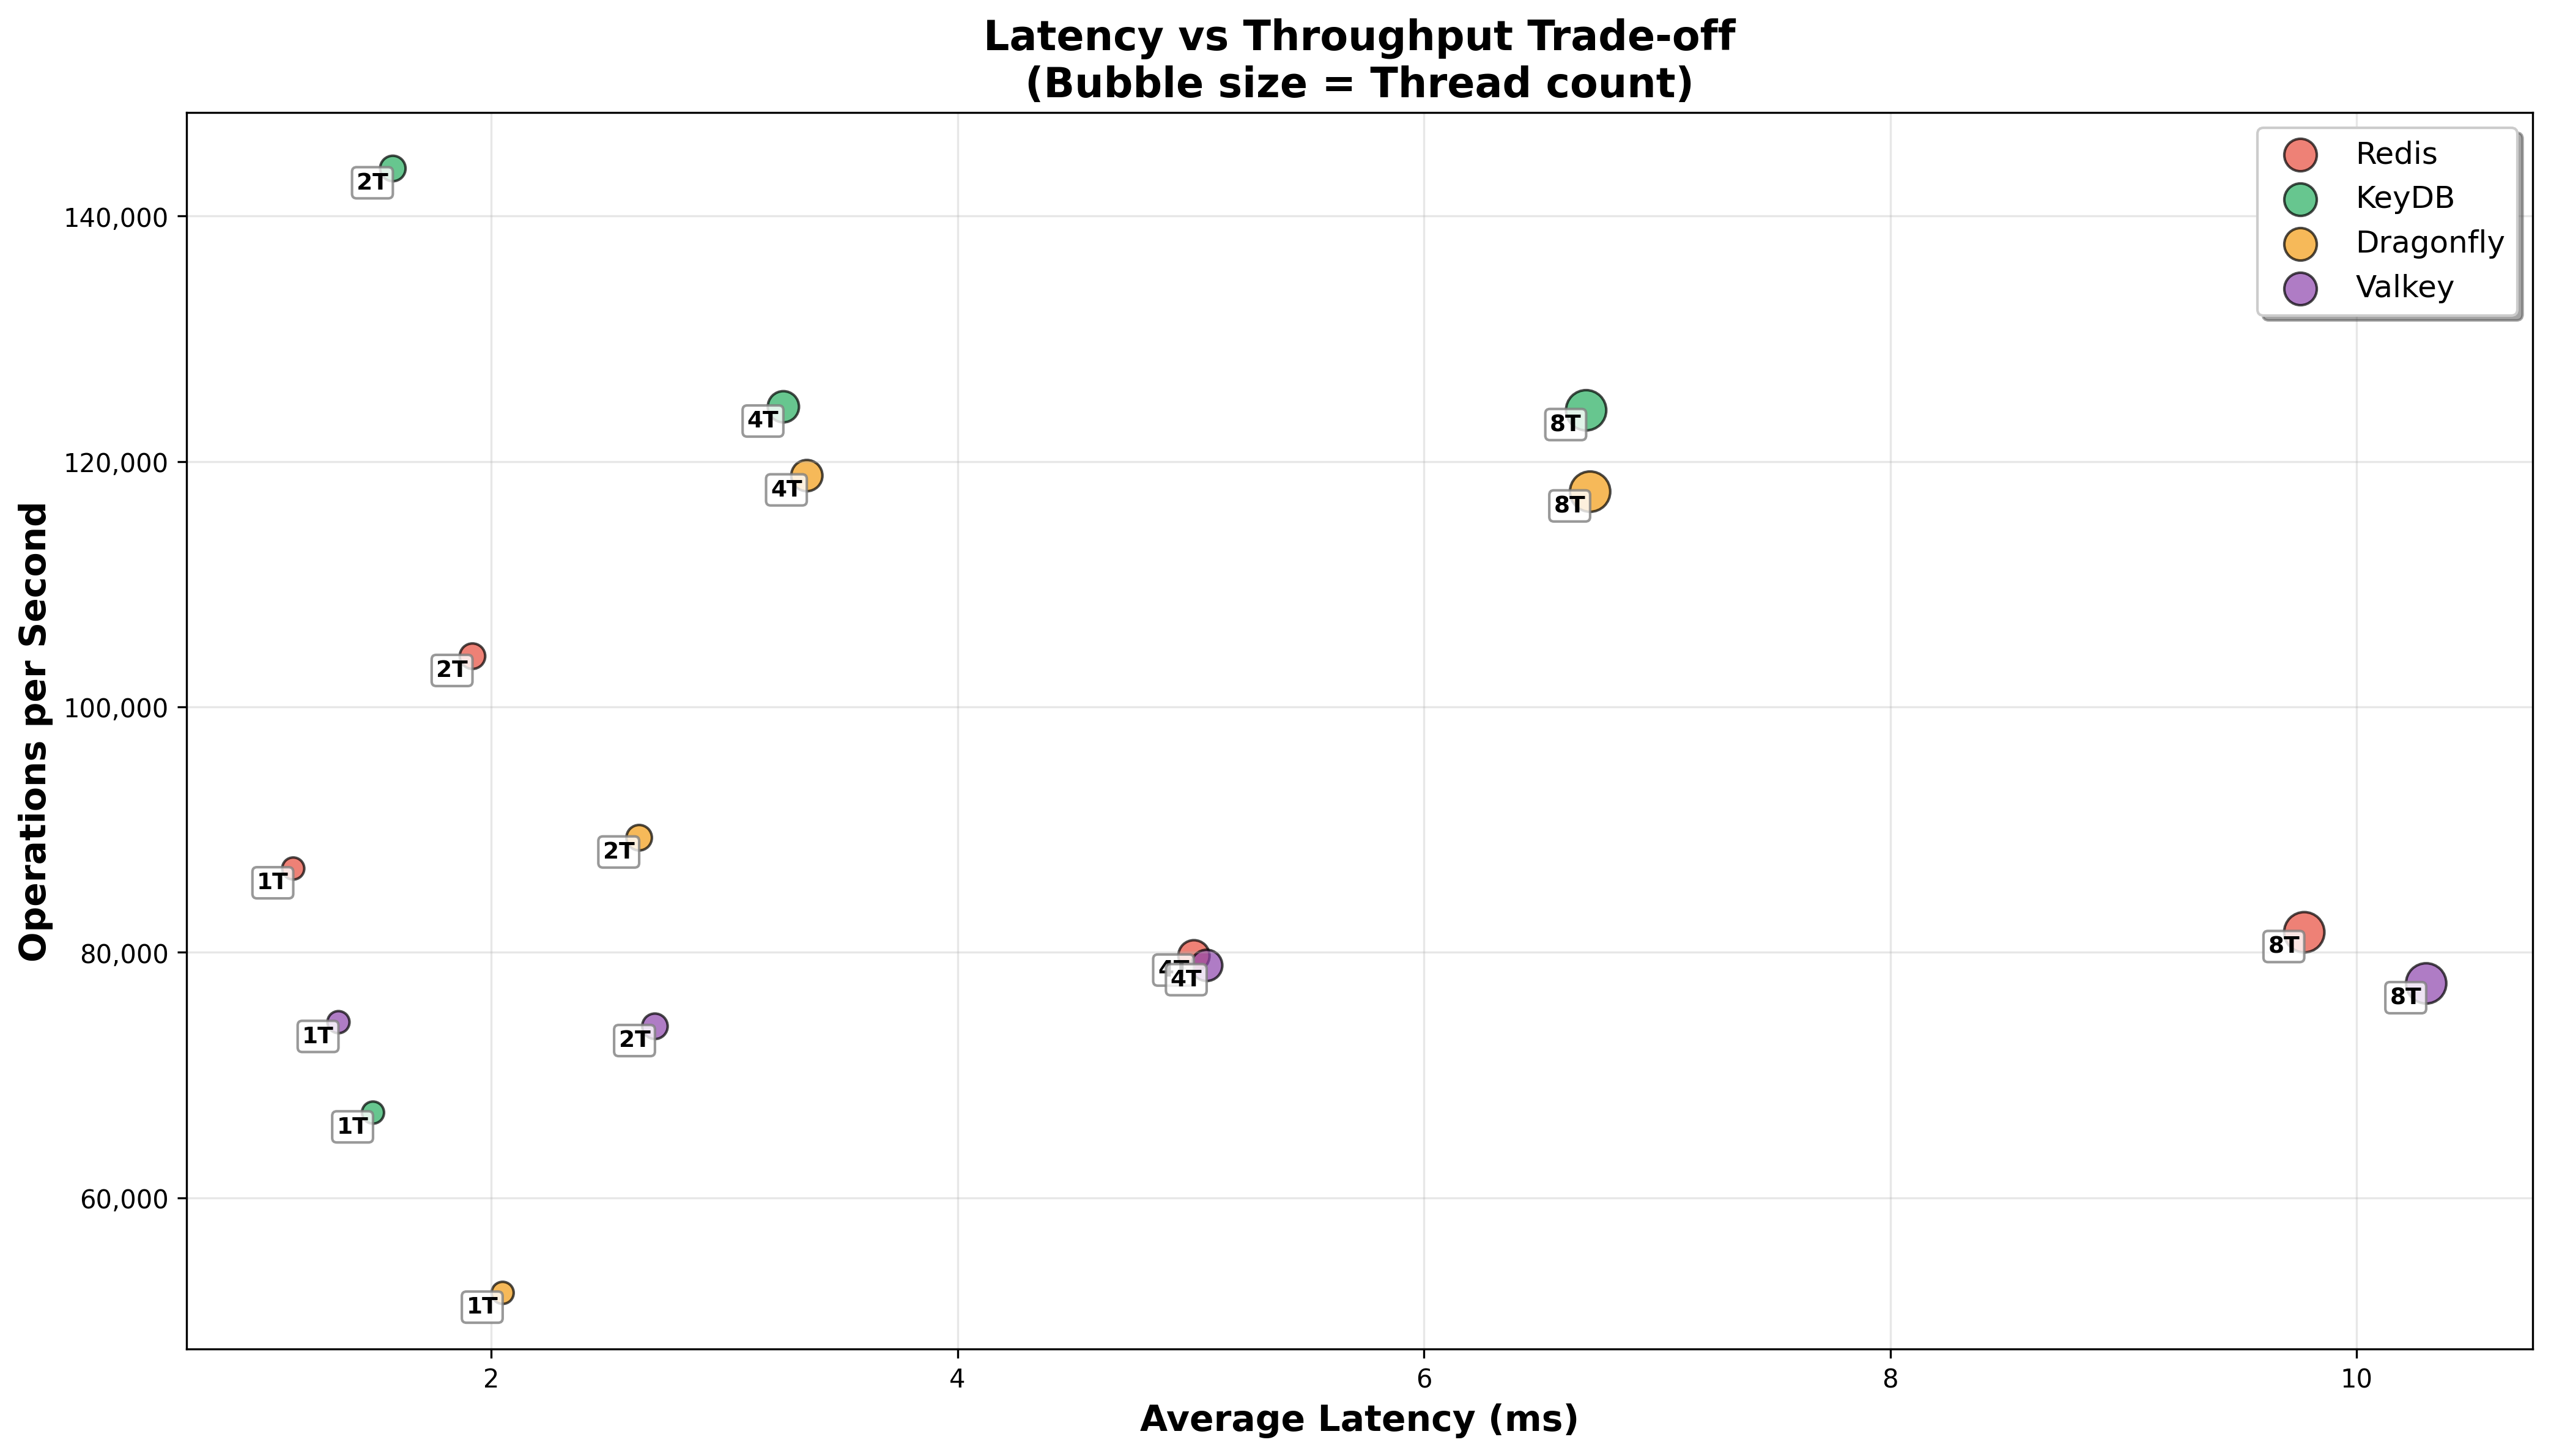 Latency vs Throughput Trade-off
(Bubble size = Thread count)
Redis
KeyDB
Dragonfly
Valkey
Operations per Second
140,000
120,000
100,000
80,000
60,000
2T
4T
8T
4T
8T
2T
2T
1T
4T
4T
8T
8T
1T
2T
1T
1T
2
4
6
8
10
Average Latency (ms)